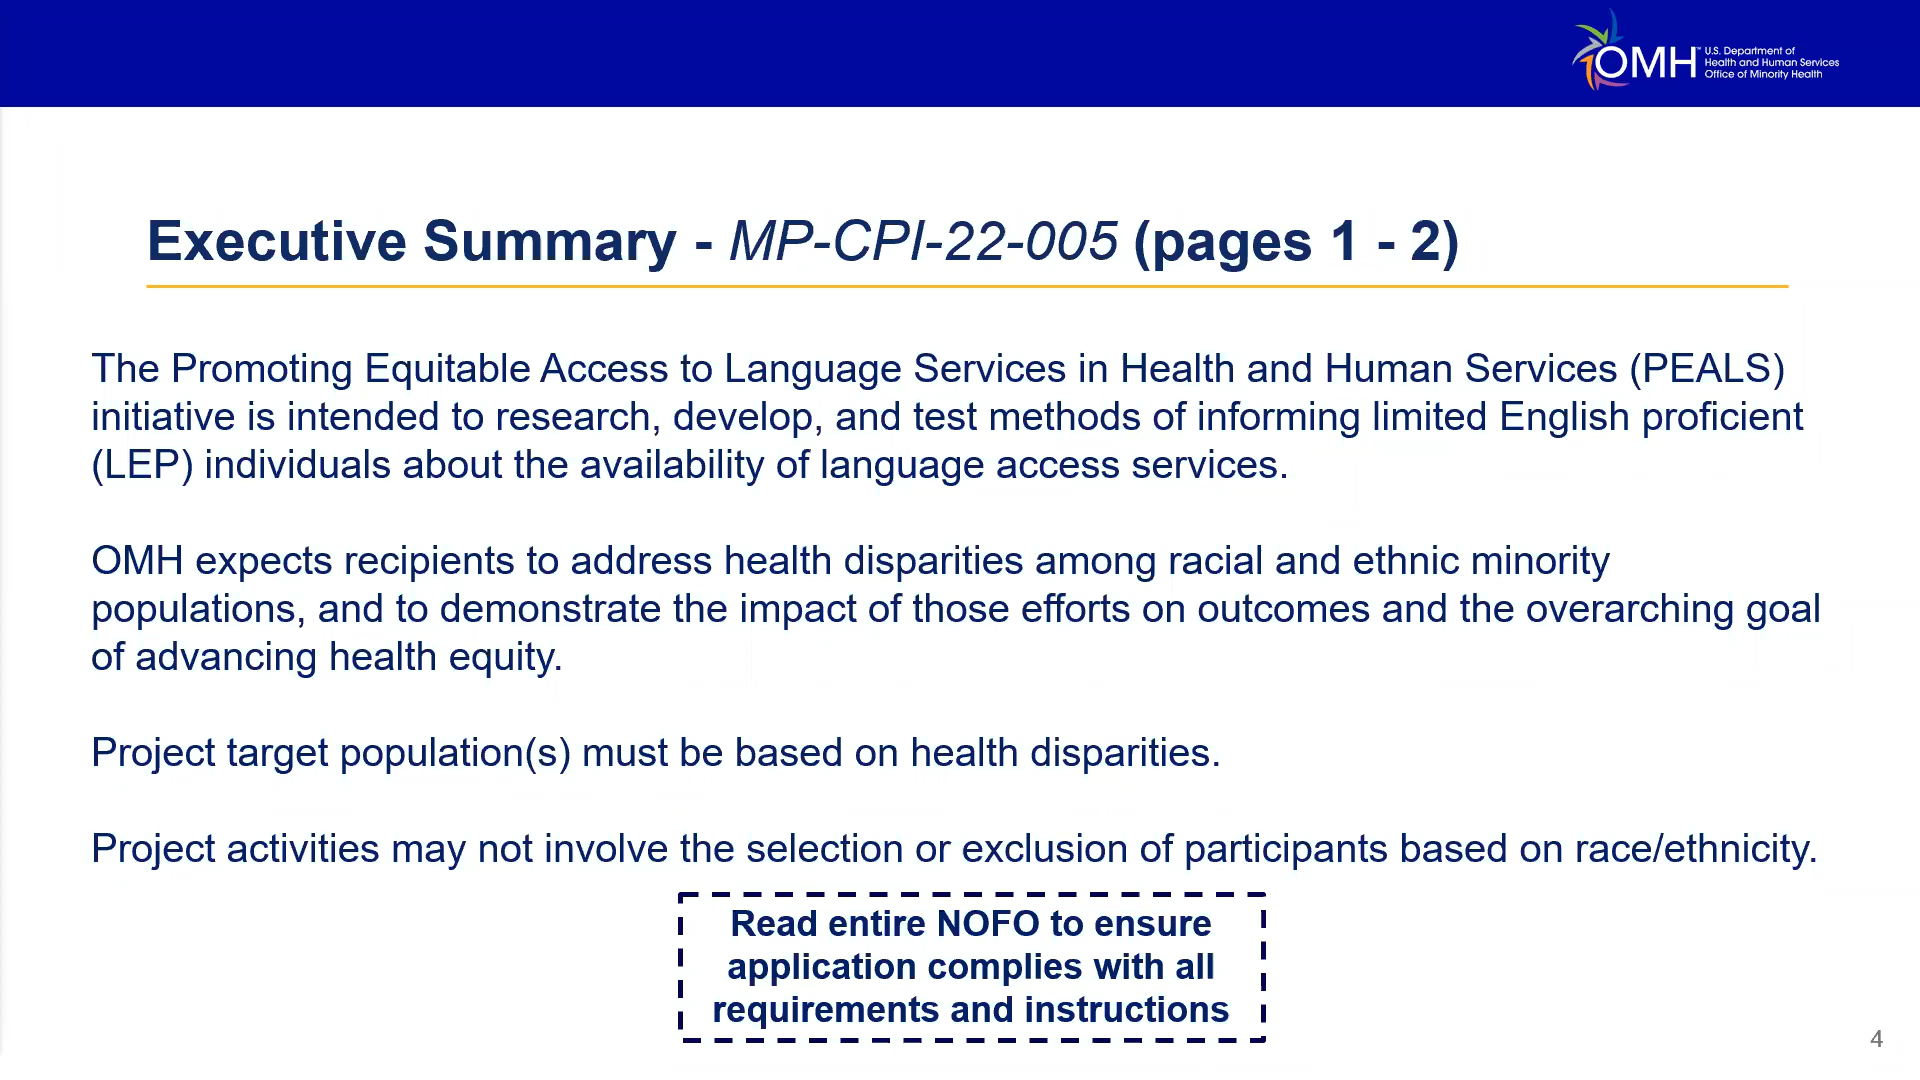 OMH™ U.S. Department of
Health and Human Services
Office of Minority Health
Executive Summary - MP-CPI-22-005 (pages 1 - 2)
The Promoting Equitable Access to Language Services in Health and Human Services (PEALS)
initiative is intended to research, develop, and test methods of informing limited English proficient
(LEP) individuals about the availability of language access services.
OMH expects recipients to address health disparities among racial and ethnic minority
populations, and to demonstrate the impact of those efforts on outcomes and the overarching goal
of advancing health equity.
Project target population(s) must be based on health disparities.
Project activities may not involve the selection or exclusion of participants based on race/ethnicity.
Read entire NOFO to ensure
application complies with all
requirements and instructions
4